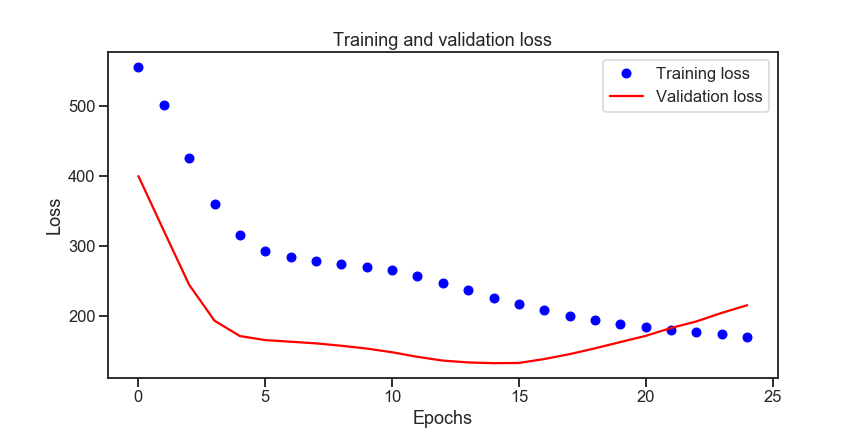 Training and validation loss
Training loss
Validation loss
500
400
300
200
Loss
0
5
10
15
20
25
Epochs